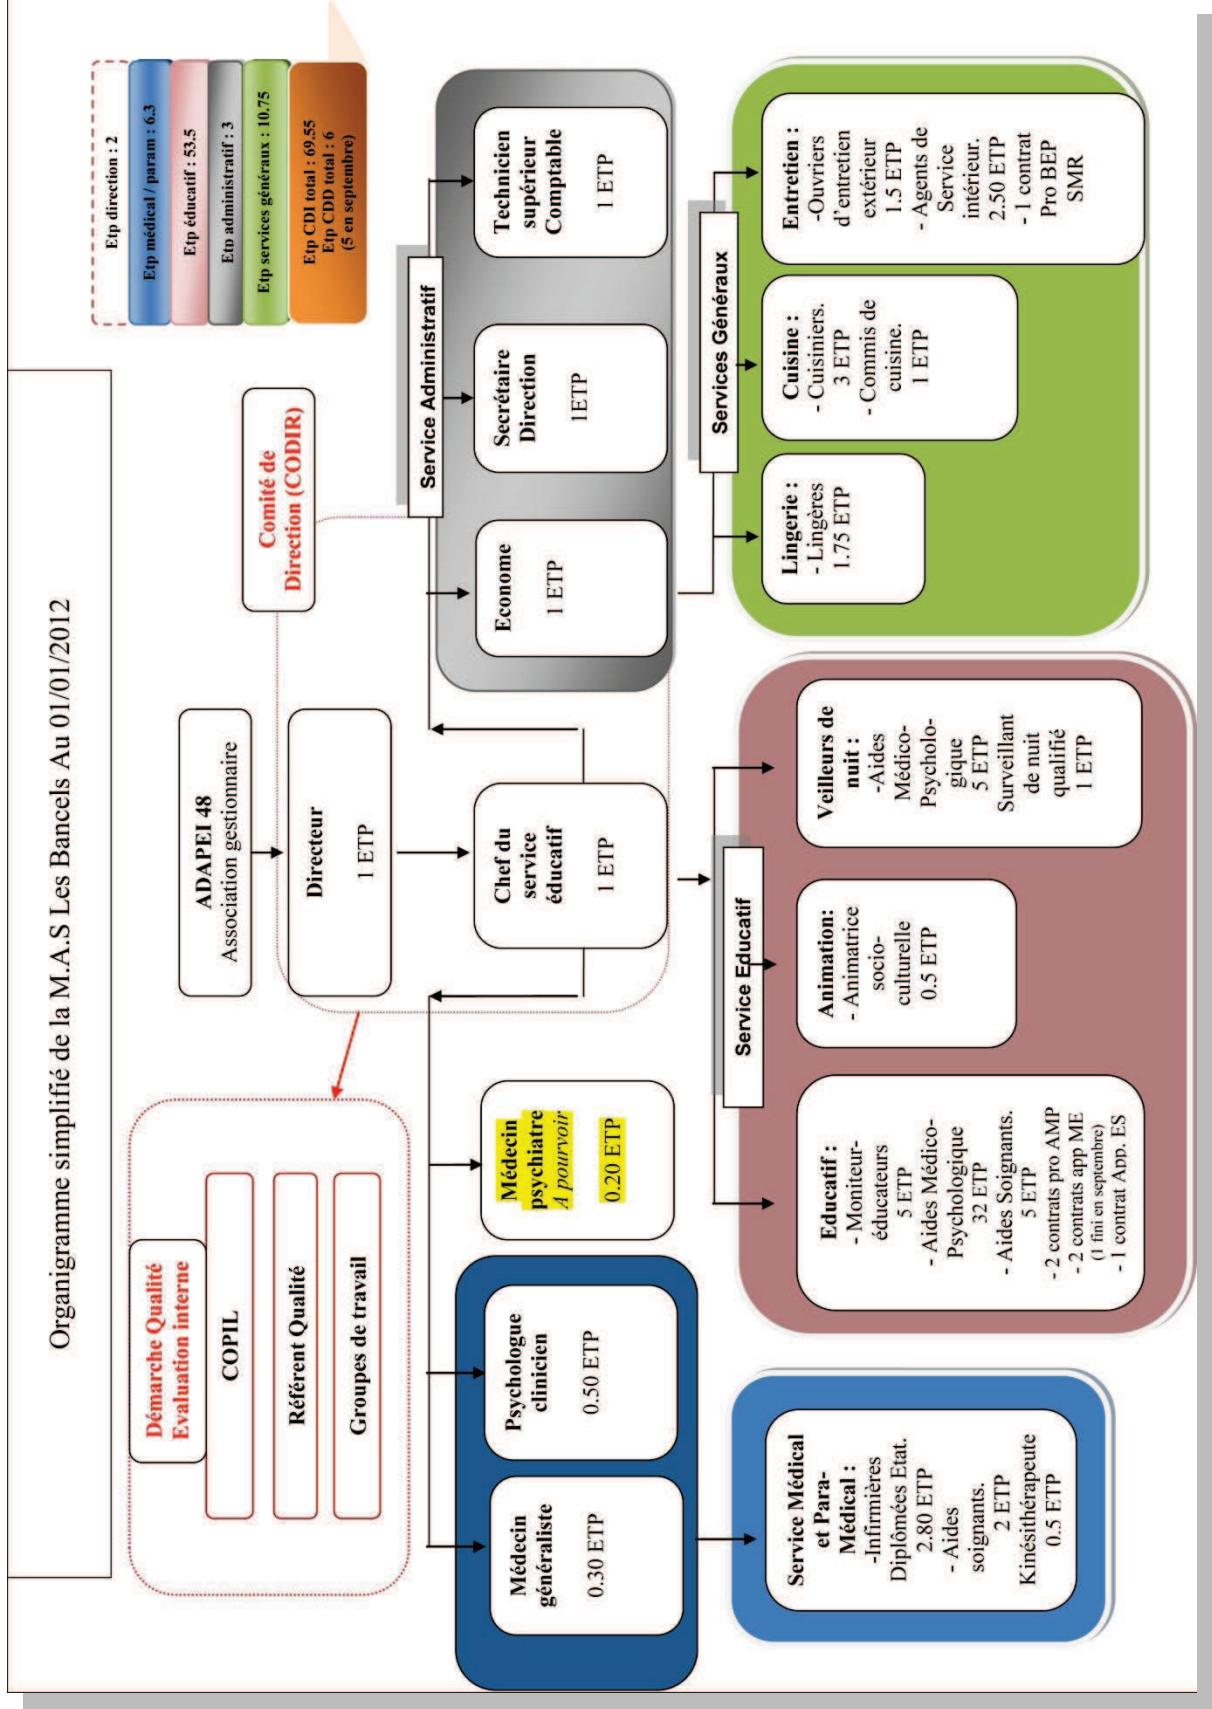 Organigramme simplifié de la M.A.S Les Bancels Au 01/01/2012
Etp direction : 2
Etp médical / param : 6.3
Etp éducatif : 53.5
Etp administratif : 3
Etp services généraux : 10.75
Etp CDI total : 69.55
Etp CDD total : 6
(5 en septembre)
Démarche Qualité
Evaluation interne
COPIL
Référent Qualité
Groupes de travail
ADAPEI 48
Association gestionnaire
Directeur
1 ETP
Comité de
Direction (CODIR)
Chef du
service
éducatif
1 ETP
Médecin
généraliste
0.30 ETP
Psychologue
clinicien
0.50 ETP
Médecin
psychiatre
A pourvoir
0.20 ETP
Service Administratif
Econome
1 ETP
Secrétaire
Direction
1ETP
Technicien
supérieur
Comptable
1 ETP
Service Médical
et Para-
Médical :
-Infirmières
Diplômées Etat.
2.80 ETP
- Aides
soignants.
2 ETP
Kinésithérapeute
0.5 ETP
Service Educatif
Educatif :
- Moniteur-
éducateurs
5 ETP
- Aides Médico-
Psychologique
32 ETP
- Aides Soignants.
5 ETP
- 2 contrats pro AMP
- 2 contrats app ME
(1 fini en septembre)
- 1 contrat App. ES
Animation:
- Animatrice
socio-
culturelle
0.5 ETP
Veilleurs de
nuit :
-Aides
Médico-
Psycholo-
gique
5 ETP
Surveillant
de nuit
qualifié
1 ETP
Services Généraux
Lingerie :
- Lingères
1.75 ETP
Cuisine :
- Cuisiniers.
3 ETP
- Commis de
cuisine.
1 ETP
Entretien :
-Ouvriers
d'entretien
extérieur
1.5 ETP
- Agents de
Service
intérieur.
2.50 ETP
- 1 contrat
Pro BEP
SMR